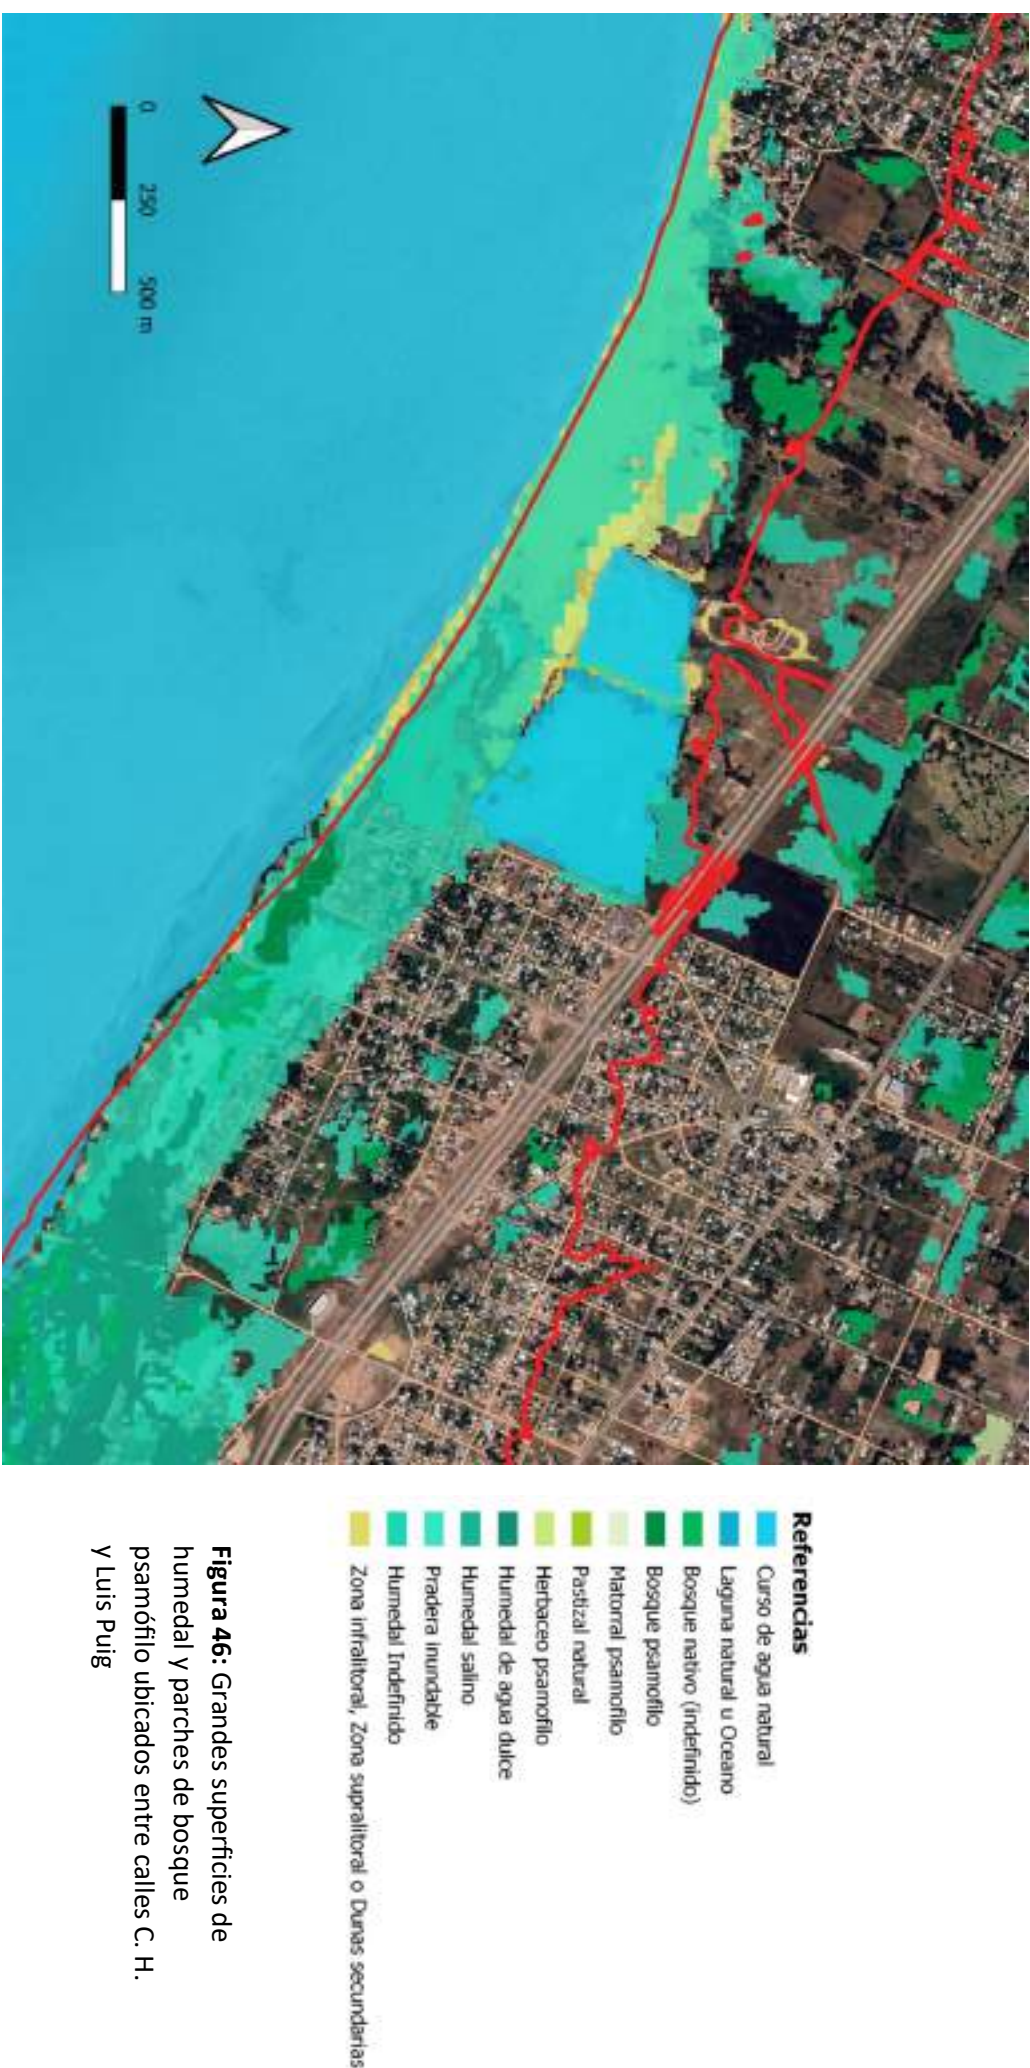 0 250 500 m
Referencias
Curso de agua natural
Laguna natural u Oceano
Bosque nativo (indefinido)
Bosque psamofilo
Matorral psamofilo
Pastizal natural
Herbaceo psamofilo
Humedal de agua dulce
Humedal salino
Pradera inundable
Humedal Indefinido
Zona infralitoral, Zona supralitoral o Dunas secundarias
Figura 46: Grandes superficies de
humedal y parches de bosque
psamófilo ubicados entre calles C. H.
y Luis Puig